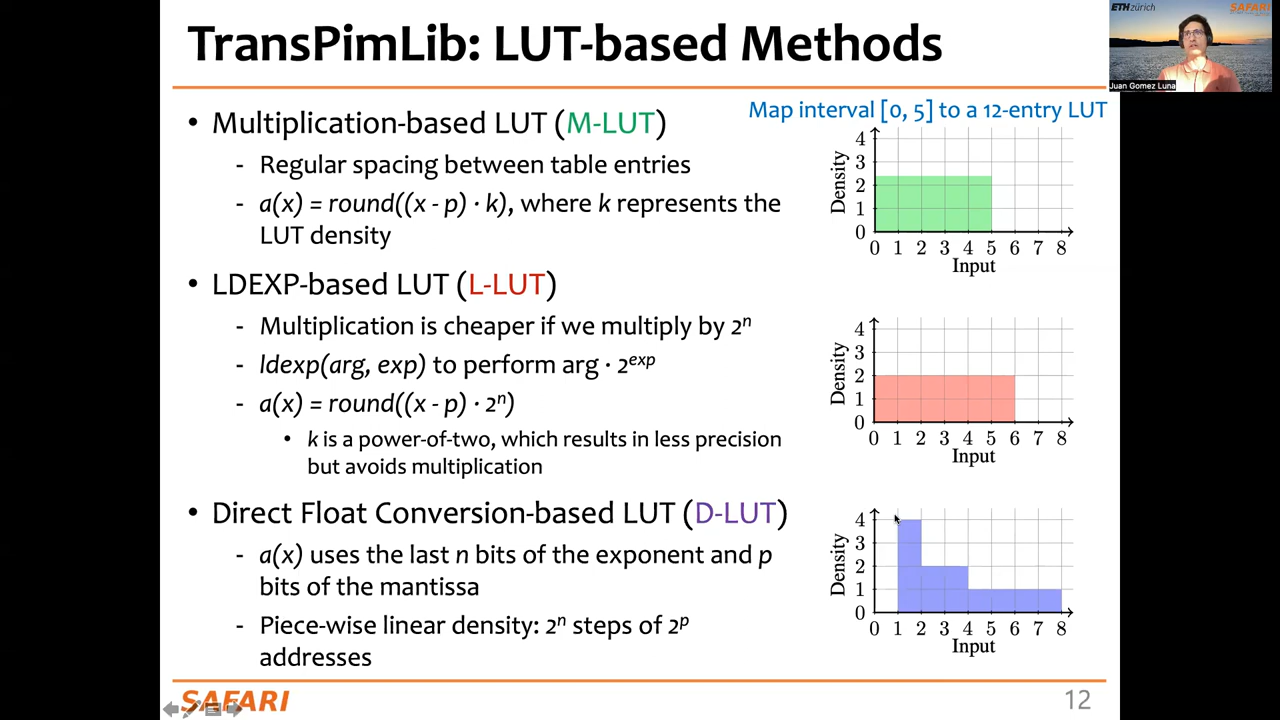 TransPimLib: LUT-based Methods
ETH zürich
SAFARI
Juan Gomez Luna
• Multiplication-based LUT (M-LUT)
- Regular spacing between table entries
- a(x) = round((x - p) · k), where k represents the
LUT density
• LDEXP-based LUT (L-LUT)
- Multiplication is cheaper if we multiply by 2ⁿ
- ldexp(arg, exp) to perform arg · 2ᵉˣᵖ
- a(x) = round((x - p) · 2ⁿ)
• k is a power-of-two, which results in less precision
but avoids multiplication
• Direct Float Conversion-based LUT (D-LUT)
- a(x) uses the last n bits of the exponent and p
bits of the mantissa
- Piece-wise linear density: 2ⁿ steps of 2ᵖ
addresses
Map interval [0, 5] to a 12-entry LUT
Density
4
3
2
1
0
0 1 2 3 4 5 6 7 8
Input
Density
4
3
2
1
0
0 1 2 3 4 5 6 7 8
Input
Density
4
3
2
1
0
0 1 2 3 4 5 6 7 8
Input
SAFARI
12